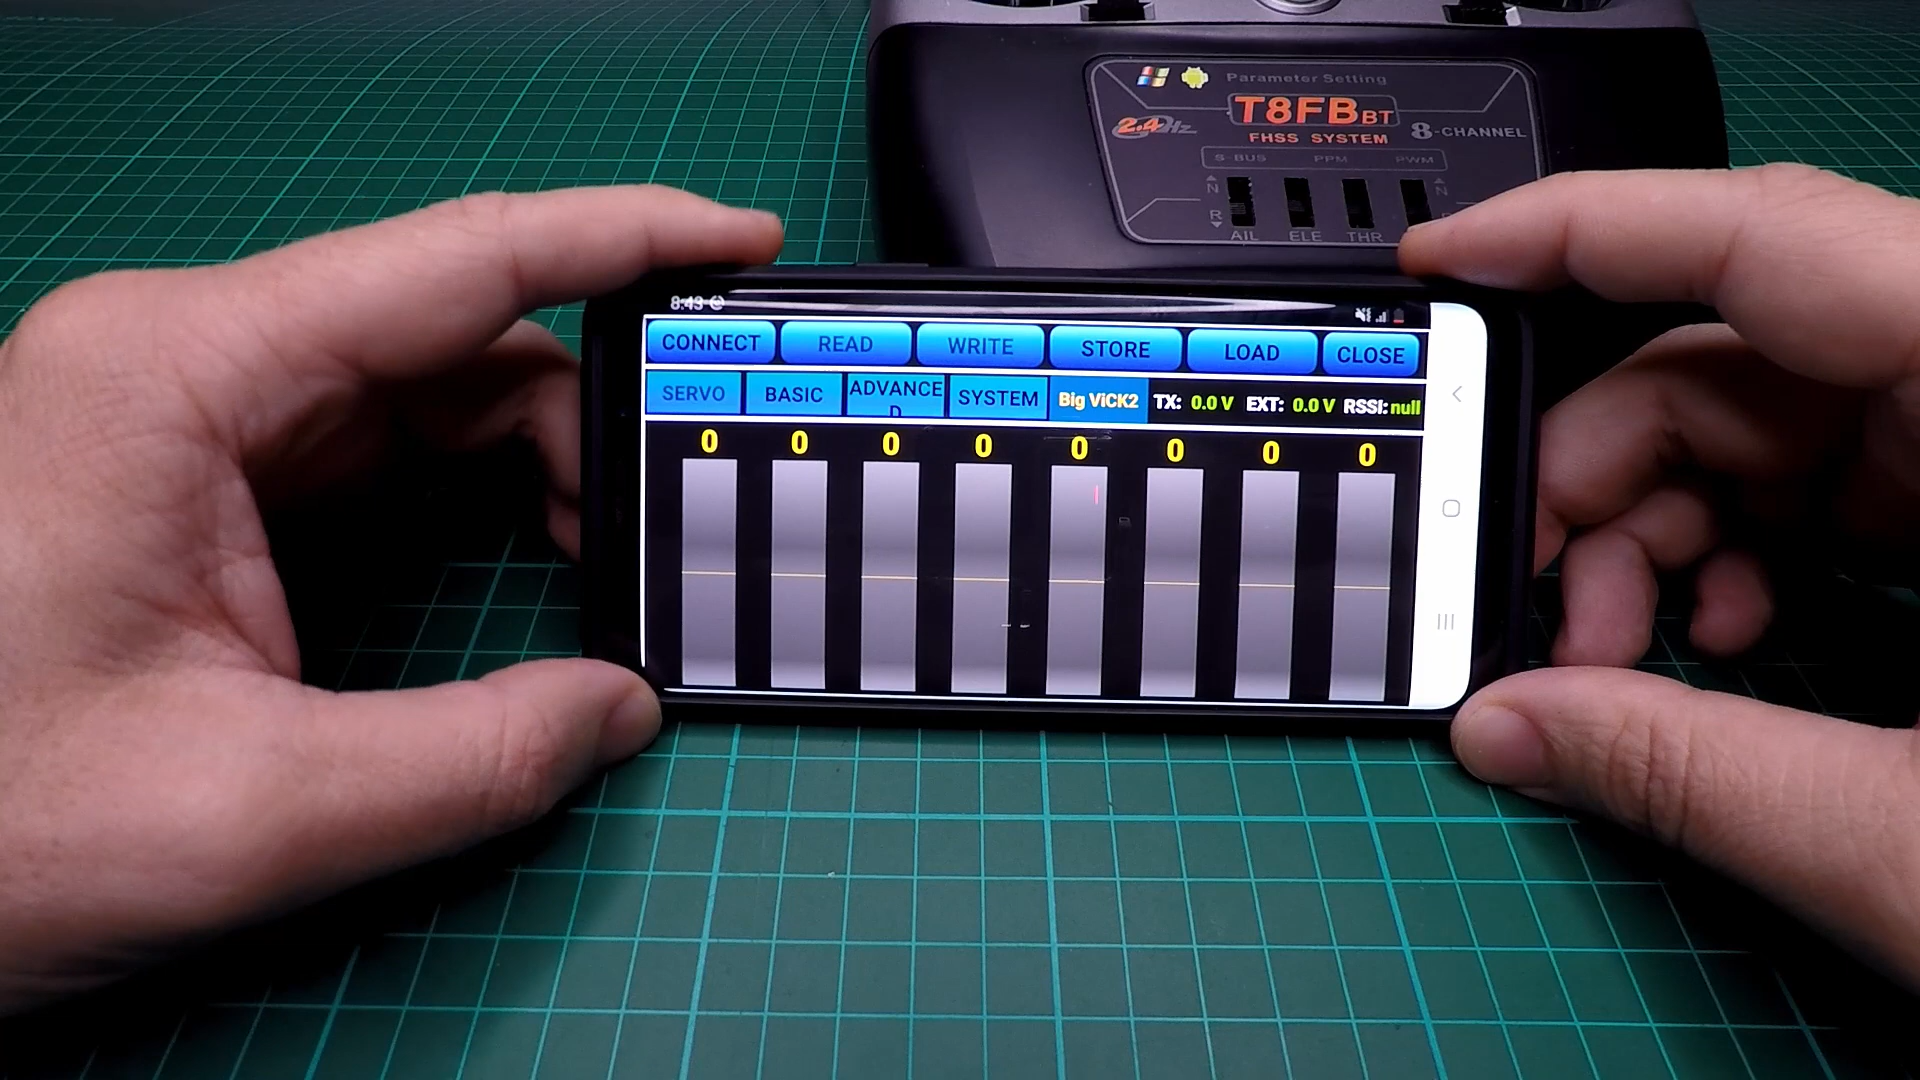 Parameter Setting
T8FB BT
2.4GHz
FHSS SYSTEM
8-CHANNEL
S-BUS PPM PWM
N N
R
AIL ELE THR
8:43
CONNECT READ WRITE STORE LOAD CLOSE
SERVO BASIC ADVANCE
D SYSTEM Big ViCK2 TX: 0.0 V EXT: 0.0 V RSSI: null
0 0 0 0 0 0 0 0